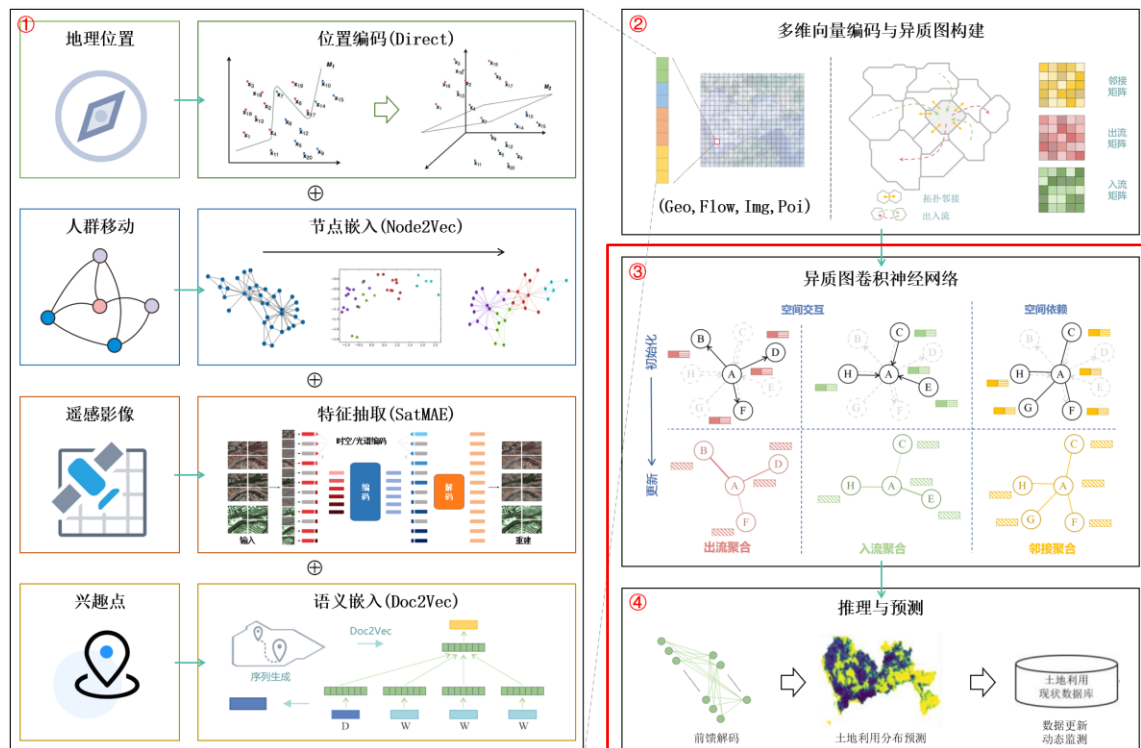 ①
地理位置
位置编码(Direct)
⊕
人群移动
节点嵌入(Node2Vec)
⊕
遥感影像
特征抽取(SatMAE)
时空/光谱编码
编码
解码
输入
重建
⊕
兴趣点
语义嵌入(Doc2Vec)
Doc2Vec
序列生成
D W W W
②
多维向量编码与异质图构建
(Geo,Flow,Img,Poi)
拓扑邻接
出入流
邻接
矩阵
出流
矩阵
入流
矩阵
③
异质图卷积神经网络
空间交互
空间依赖
初始化
更新
B D A H E G F
C B D H A E G F
C B D H A E G F
B D A F
C H A E
C H A G F
出流聚合
入流聚合
邻接聚合
④
推理与预测
前馈解码
土地利用分布预测
土地利用
现状数据库
数据更新
动态监测